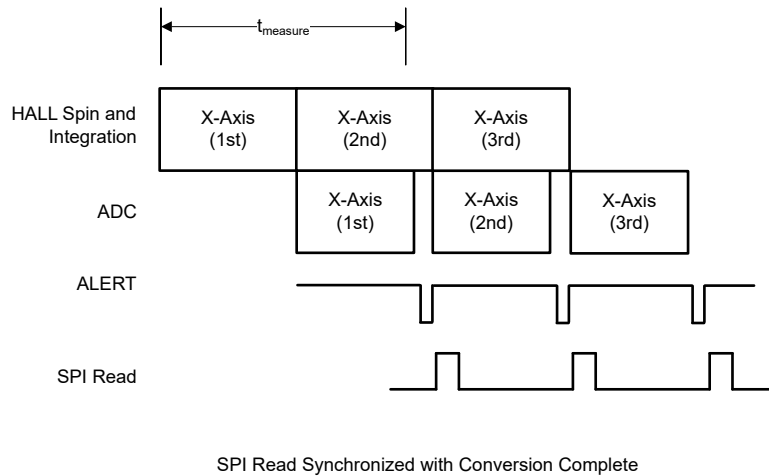 tmeasure
HALL Spin and
Integration
X-Axis
(1st)
X-Axis
(2nd)
X-Axis
(3rd)
ADC
X-Axis
(1st)
X-Axis
(2nd)
X-Axis
(3rd)
ALERT
SPI Read
SPI Read Synchronized with Conversion Complete